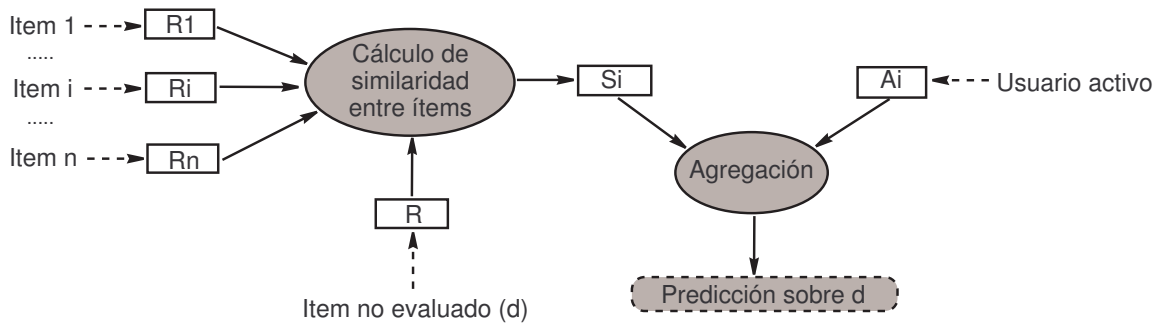 Item 1
R1
.....
Item i
Ri
.....
Item n
Rn
Cálculo de
similaridad
entre ítems
Si
Ai
Usuario activo
Agregación
R
Item no evaluado (d)
Predicción sobre d